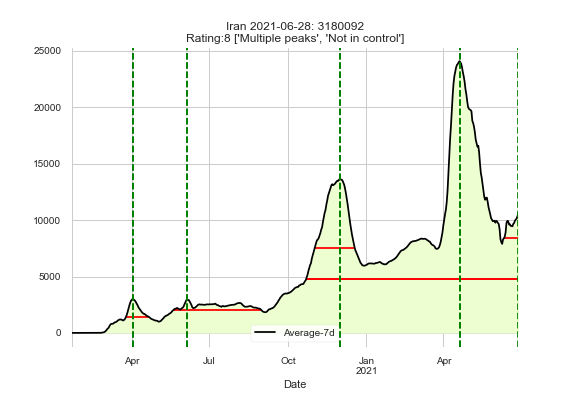 Iran 2021-06-28: 3180092
Rating:8 ['Multiple peaks', 'Not in control']
25000
20000
15000
10000
5000
0
Average-7d
Apr
Jul
Oct
Jan
2021
Apr
Date